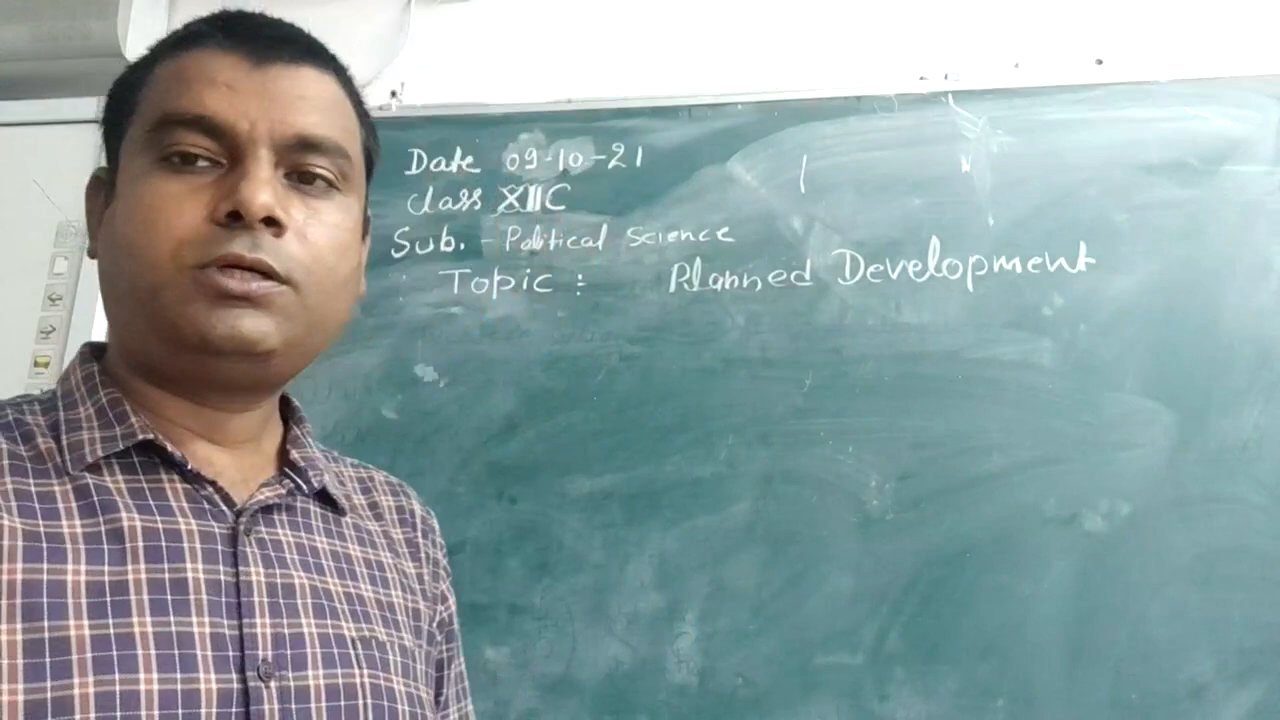 Date 09-10-21
Class XIIC
Sub. - Political Science
: Topic : Planned Development